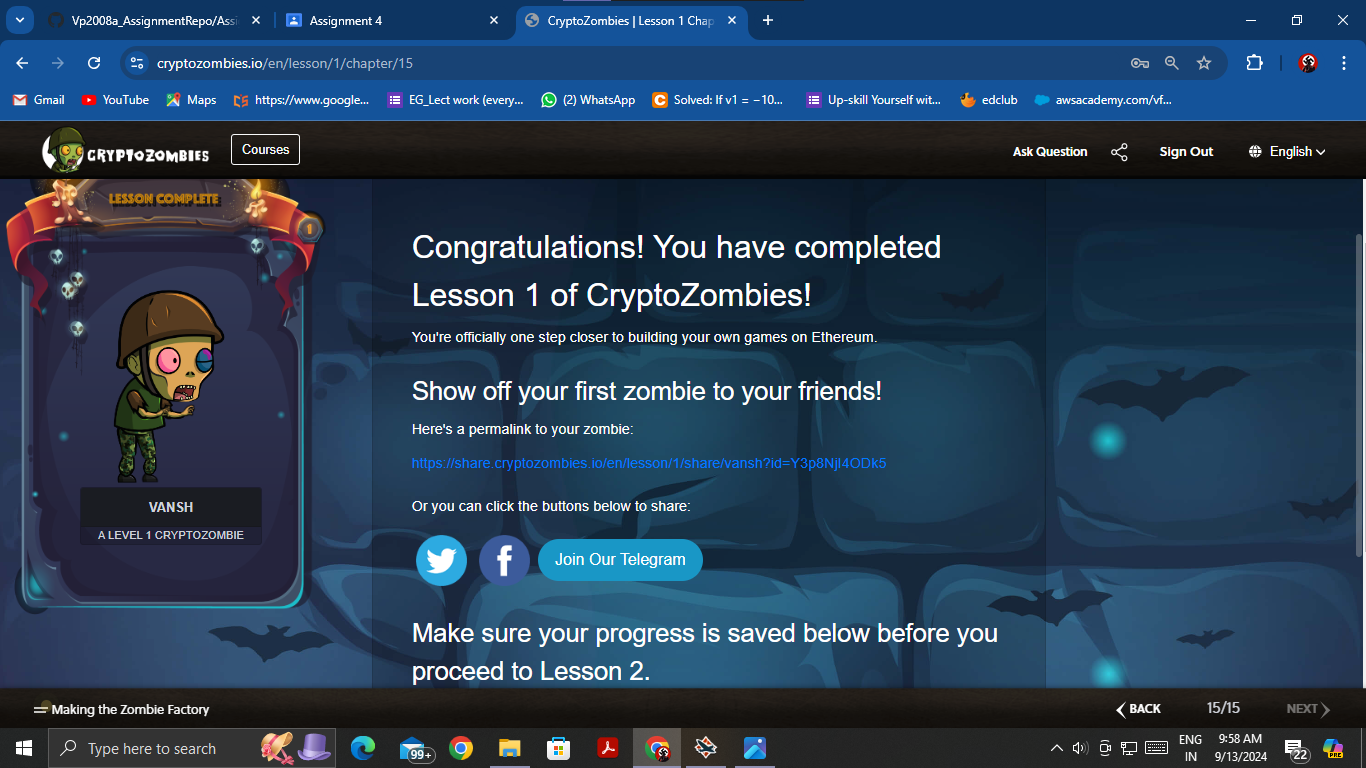 Vp2008a_AssignmentRepo/Assi
Assignment 4
CryptoZombies | Lesson 1 Chap
cryptozombies.io/en/lesson/1/chapter/15
Gmail
YouTube
Maps
https://www.google...
EG_Lect work (every...
(2) WhatsApp
Solved: If v1 = −10...
Up-skill Yourself wit...
edclub
awsacademy.com/vf...
CRYPTOZOMBIES
Courses
Ask Question
Sign Out
English
LESSON COMPLETE
1
VANSH
A LEVEL 1 CRYPTOZOMBIE
Congratulations! You have completed
Lesson 1 of CryptoZombies!
You're officially one step closer to building your own games on Ethereum.
Show off your first zombie to your friends!
Here's a permalink to your zombie:
https://share.cryptozombies.io/en/lesson/1/share/vansh?id=Y3p8NjI4ODk5
Or you can click the buttons below to share:
Join Our Telegram
Make sure your progress is saved below before you
proceed to Lesson 2.
Making the Zombie Factory
BACK
15/15
NEXT
Type here to search
99+
ENG
IN
9:58 AM
9/13/2024
22
PRE